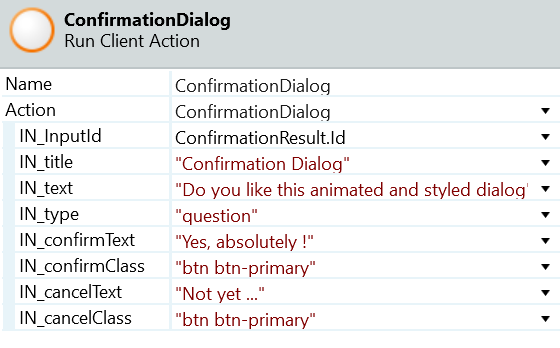 ConfirmationDialog
Run Client Action
Name ConfirmationDialog
Action ConfirmationDialog
IN_InputId ConfirmationResult.Id
IN_title "Confirmation Dialog"
IN_text "Do you like this animated and styled dialog'
IN_type "question"
IN_confirmText "Yes, absolutely !"
IN_confirmClass "btn btn-primary"
IN_cancelText "Not yet ..."
IN_cancelClass "btn btn-primary"